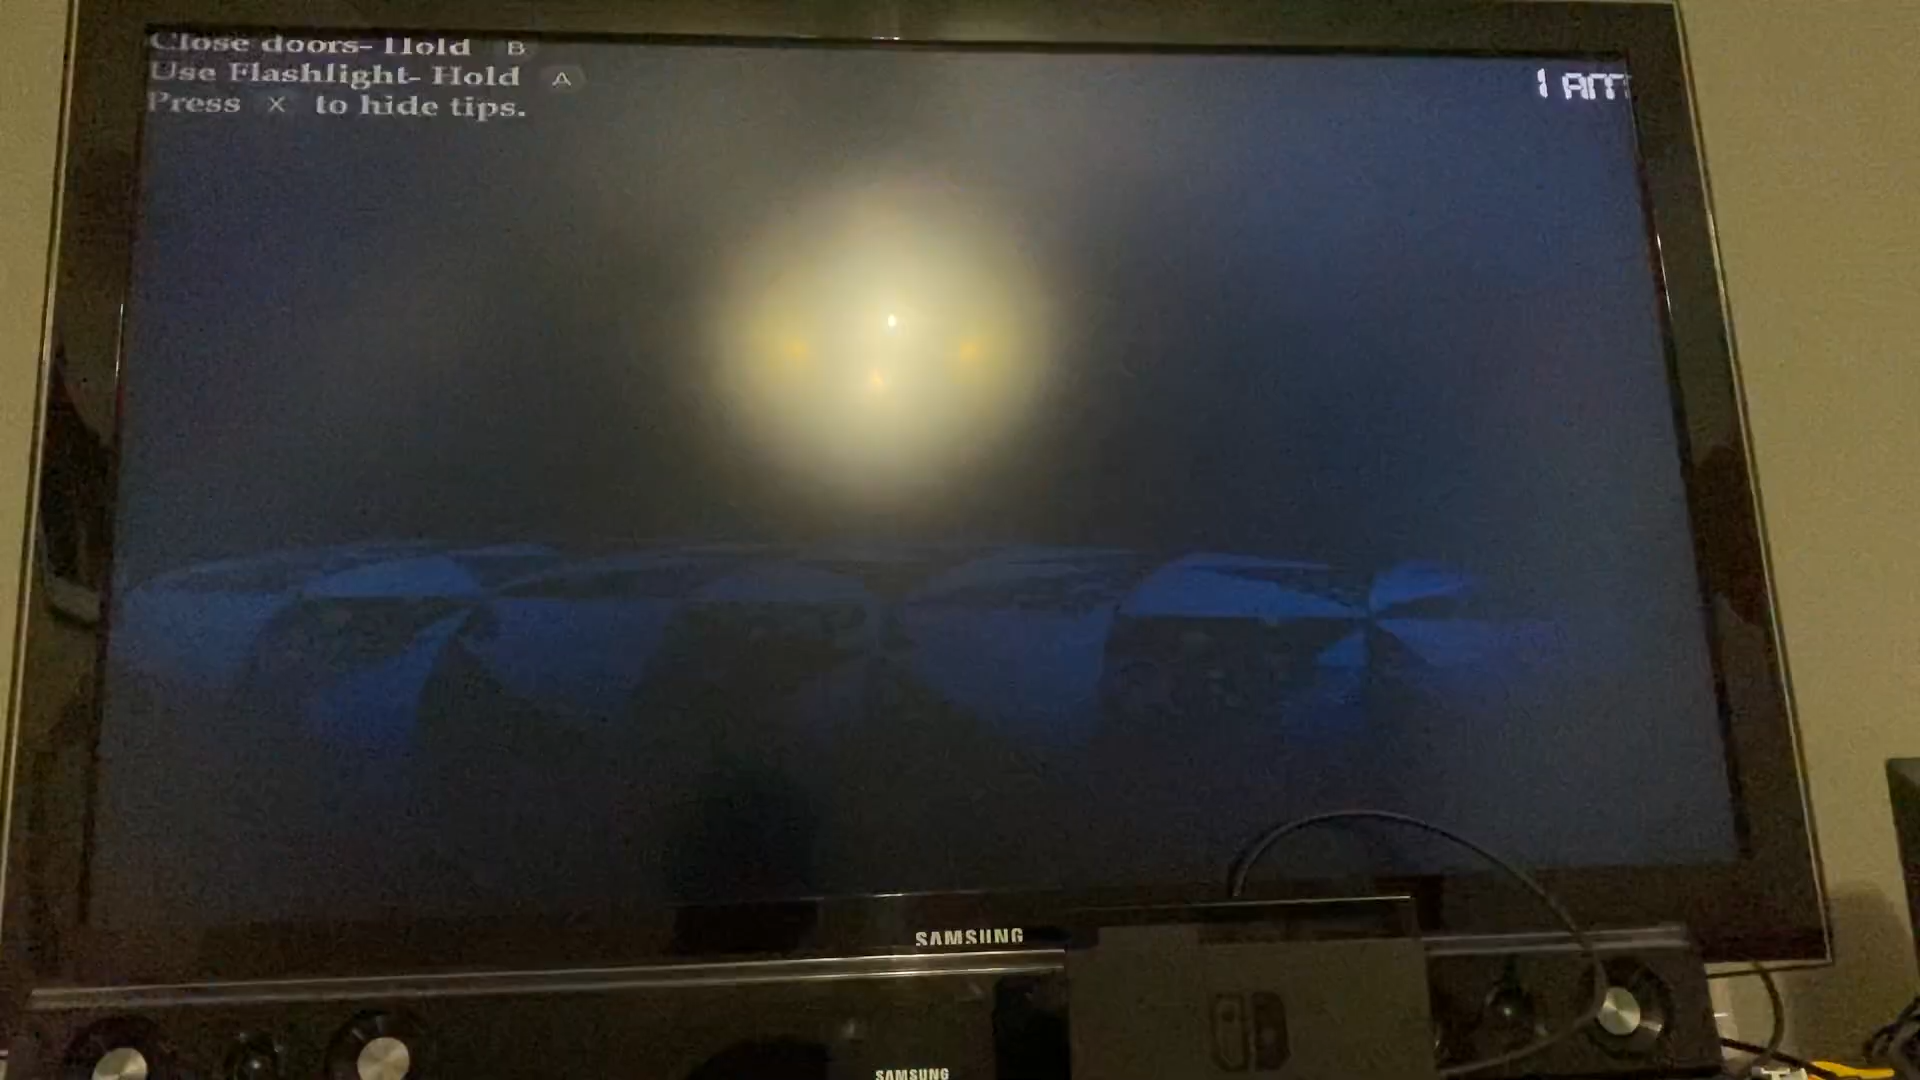 Close doors- Hold B
Use Flashlight- Hold A
Press X to hide tips.
1 AM
SAMSUNG
SAMSUNG